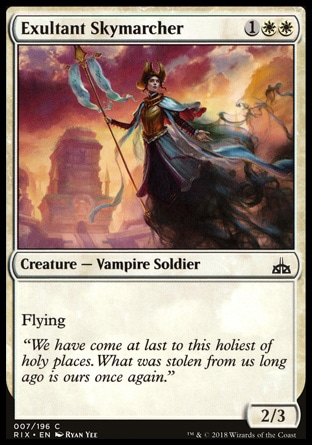 Exultant Skymarcher 1
Creature — Vampire Soldier
Flying
“We have come at last to this holiest of
holy places. What was stolen from us long
ago is ours once again.”
2/3
007/196 C
RIX • EN Ryan Yee
™ & © 2018 Wizards of the Coast